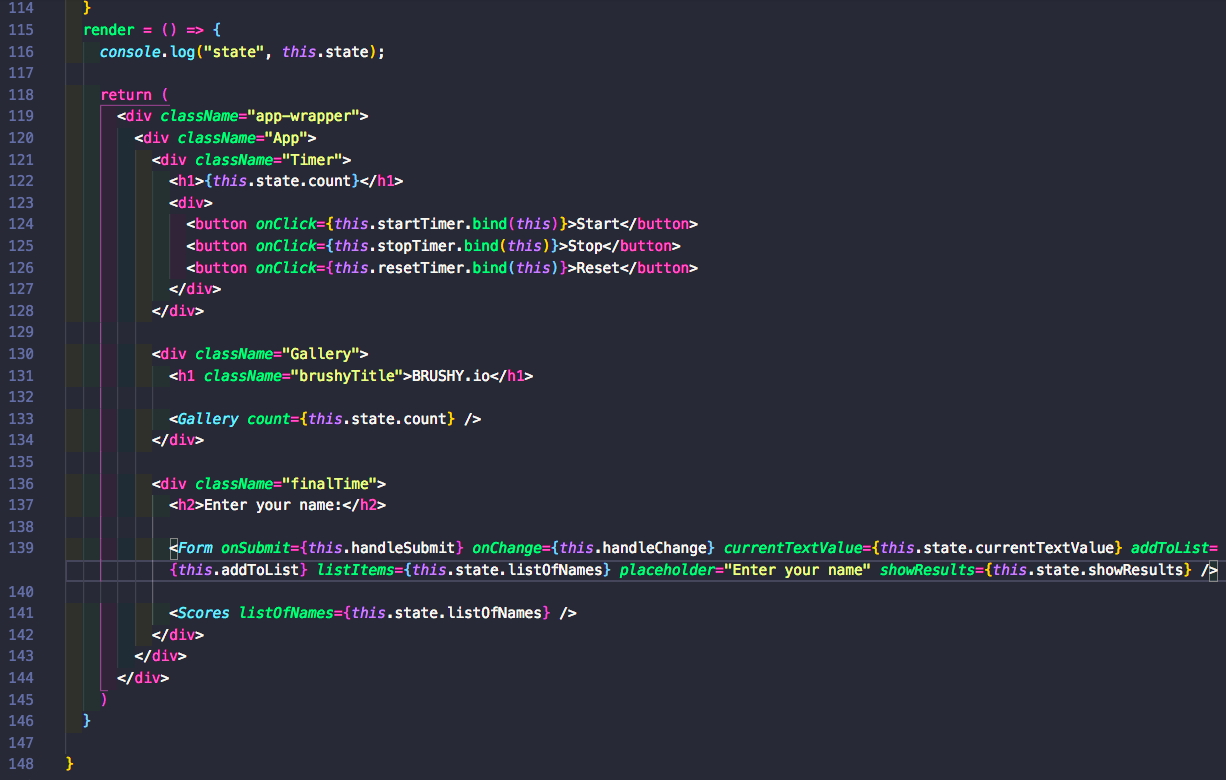 114 }
115 render = () => {
116 console.log("state", this.state);
117
118 return (
119 <div className="app-wrapper">
120 <div className="App">
121 <div className="Timer">
122 <h1>{this.state.count}</h1>
123 <div>
124 <button onClick={this.startTimer.bind(this)}>Start</button>
125 <button onClick={this.stopTimer.bind(this)}>Stop</button>
126 <button onClick={this.resetTimer.bind(this)}>Reset</button>
127 </div>
128 </div>
129
130 <div className="Gallery">
131 <h1 className="brushyTitle">BRUSHY.io</h1>
132
133 <Gallery count={this.state.count} />
134 </div>
135
136 <div className="finalTime">
137 <h2>Enter your name:</h2>
138
139 <Form onSubmit={this.handleSubmit} onChange={this.handleChange} currentTextValue={this.state.currentTextValue} addToList=
{this.addToList} listItems={this.state.listOfNames} placeholder="Enter your name" showResults={this.state.showResults} />
140
141 <Scores listOfNames={this.state.listOfNames} />
142 </div>
143 </div>
144 </div>
145 )
146 }
147
148 }